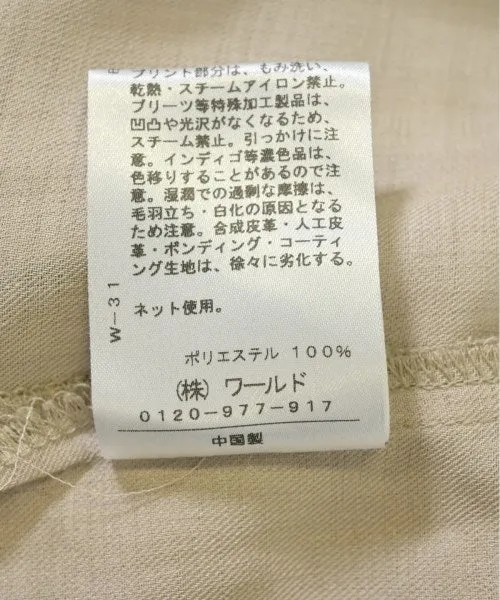 プリント部分は、もみ洗い、
乾熱・スチームアイロン禁止。
プリーツ等特殊加工製品は、
凹凸や光沢がなくなるため、
スチーム禁止。引っかけに注
意。インディゴ等濃色品は、
色移りすることがあるので注
意。湿潤での過剰な摩擦は、
毛羽立ち・白化の原因となる
ため注意。合成皮革・人工皮
革・ボンディング・コーティ
ング生地は、徐々に劣化する。
ネット使用。
W-31
ポリエステル 100%
(株) ワールド
0120-977-917
中国製